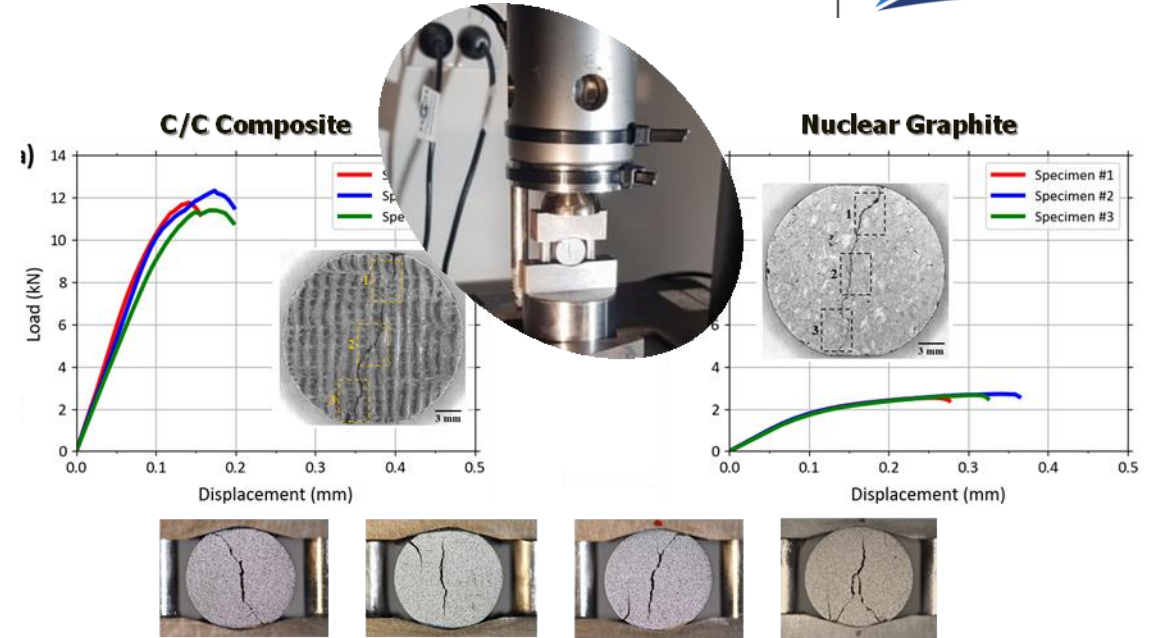 C/C Composite
a)
14
12
10
8
6
4
2
0
Load (kN)
0.0 0.1 0.2 0.3 0.4 0.5
Displacement (mm)
1
2
3 mm
Nuclear Graphite
Specimen #1
Specimen #2
Specimen #3
1
2
3
3 mm
6
4
2
0
0.0 0.1 0.2 0.3 0.4 0.5
Displacement (mm)